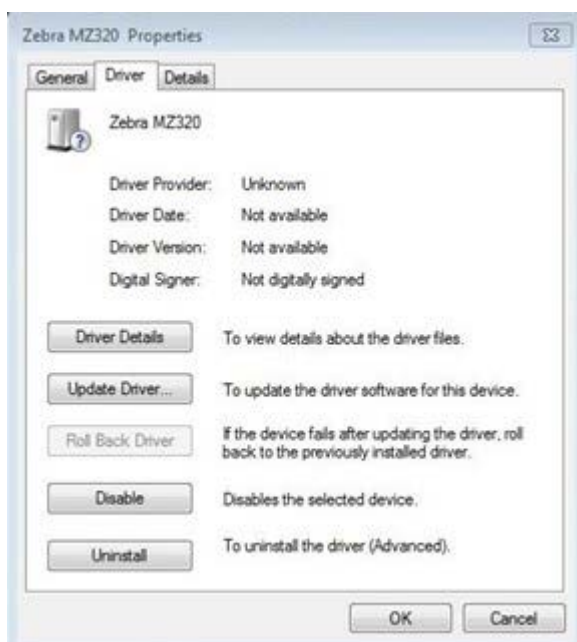 Zebra MZ320 Properties
General Driver Details
Zebra MZ320
Driver Provider: Unknown
Driver Date: Not available
Driver Version: Not available
Digital Signer: Not digitally signed
Driver Details To view details about the driver files.
Update Driver... To update the driver software for this device.
Roll Back Driver If the device fails after updating the driver, roll
back to the previously installed driver.
Disable Disables the selected device.
Uninstall To uninstall the driver (Advanced).
OK Cancel